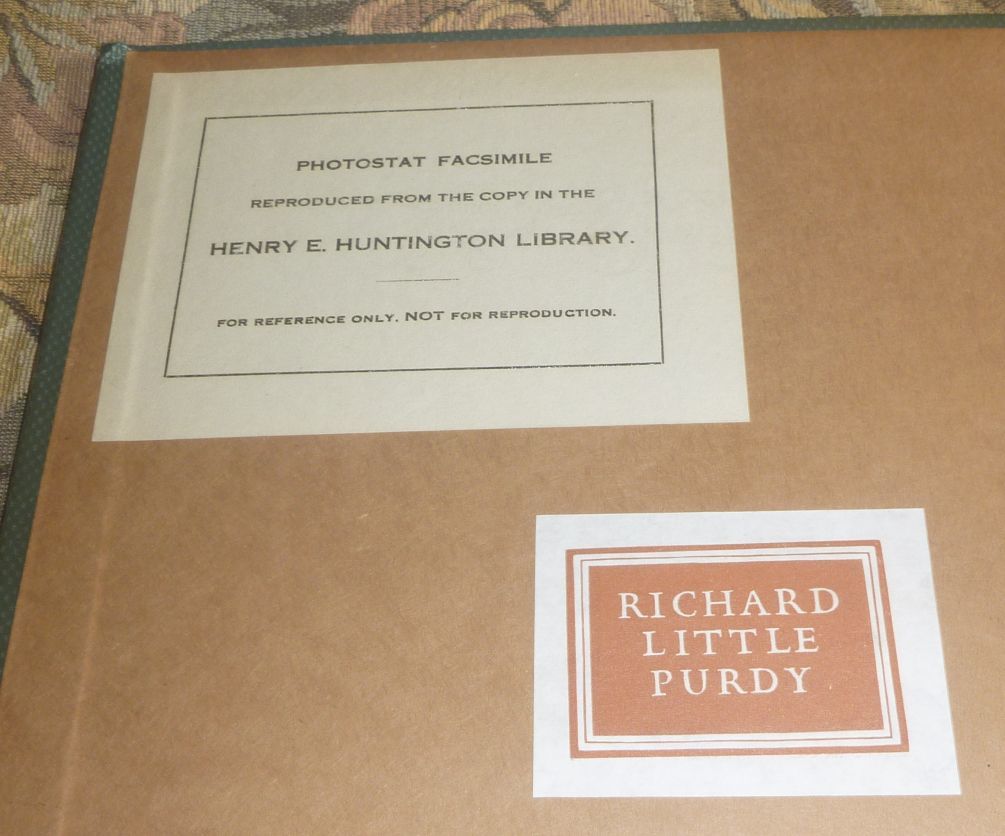 PHOTOSTAT FACSIMILE
REPRODUCED FROM THE COPY IN THE
HENRY E. HUNTINGTON LIBRARY.
FOR REFERENCE ONLY. NOT FOR REPRODUCTION.
RICHARD
LITTLE
PURDY